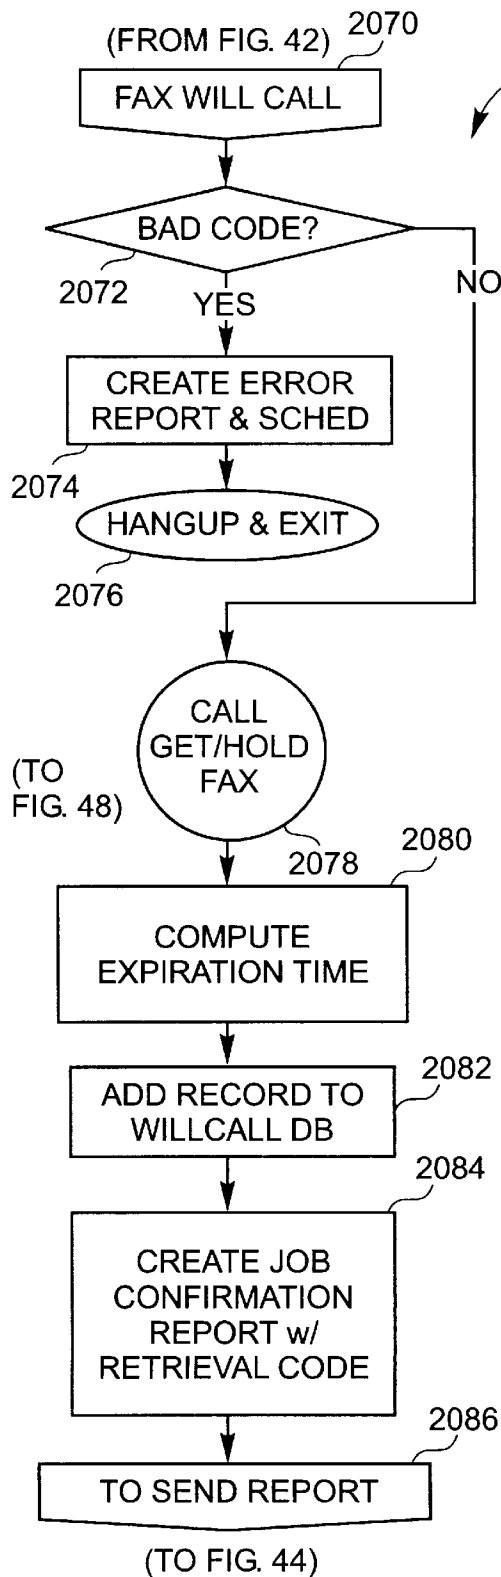 (FROM FIG. 42)
2070
FAX WILL CALL
BAD CODE?
2072
NO
YES
CREATE ERROR
REPORT & SCHED
2074
HANGUP & EXIT
2076
CALL
GET/HOLD
FAX
(TO
FIG. 48)
2078
2080
COMPUTE
EXPIRATION TIME
2082
ADD RECORD TO
WILLCALL DB
2084
CREATE JOB
CONFIRMATION
REPORT w/
RETRIEVAL CODE
2086
TO SEND REPORT
(TO FIG. 44)